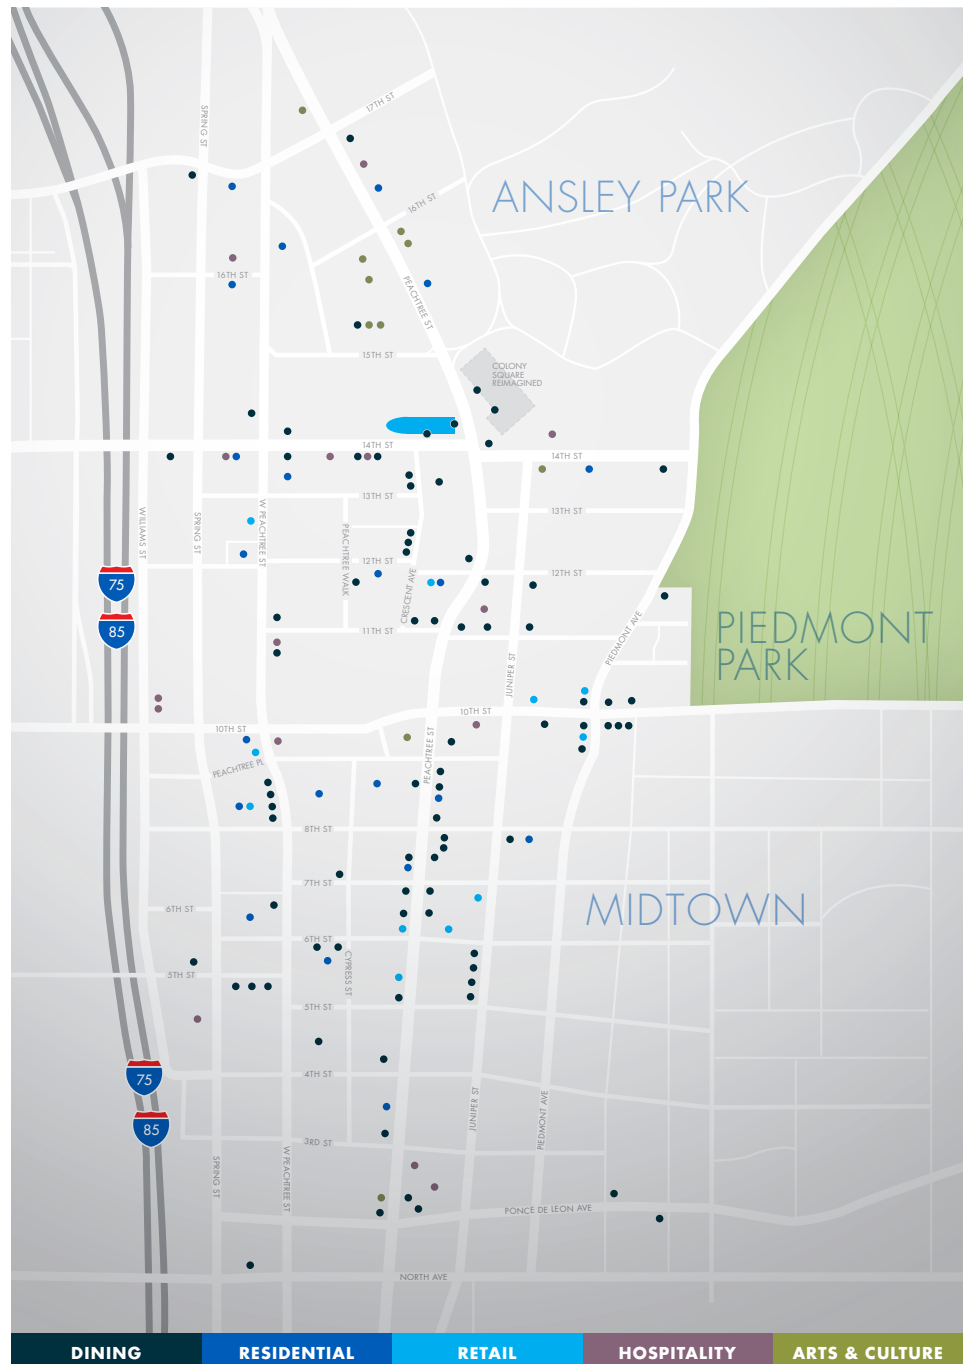 17TH ST
SPRING ST
ANSLEY PARK
16TH ST
16TH ST
PEACHTREE ST
15TH ST
COLONY
SQUARE
REIMAGINED
14TH ST
14TH ST
13TH ST
13TH ST
WILLIAMS ST
SPRING ST
W PEACHTREE ST
PEACHTREE WALK
12TH ST
12TH ST
CRESCENT AVE
75
85
11TH ST
PIEDMONT AVE
PIEDMONT
PARK
JUNIPER ST
10TH ST
10TH ST
PEACHTREE ST
PEACHTREE PL
8TH ST
7TH ST
MIDTOWN
6TH ST
6TH ST
CYPRESS ST
5TH ST
5TH ST
75
4TH ST
JUNIPER ST
PIEDMONT AVE
85
3RD ST
SPRING ST
W PEACHTREE ST
PONCE DE LEON AVE
NORTH AVE
DINING
RESIDENTIAL
RETAIL
HOSPITALITY
ARTS & CULTURE